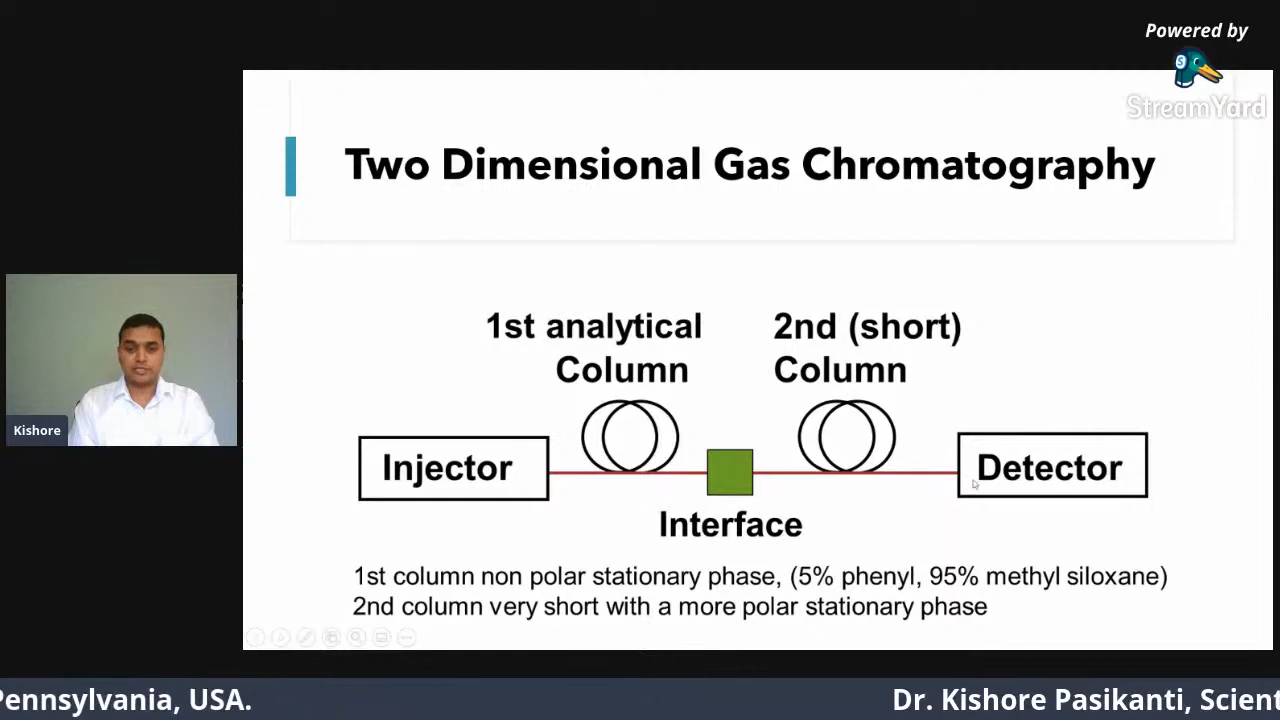 Powered by
StreamYard
Two Dimensional Gas Chromatography
1st analytical
Column
2nd (short)
Column
Injector
Detector
Interface
1st column non polar stationary phase, (5% phenyl, 95% methyl siloxane)
2nd column very short with a more polar stationary phase
Kishore
Pennsylvania, USA.
Dr. Kishore Pasikanti, Scient